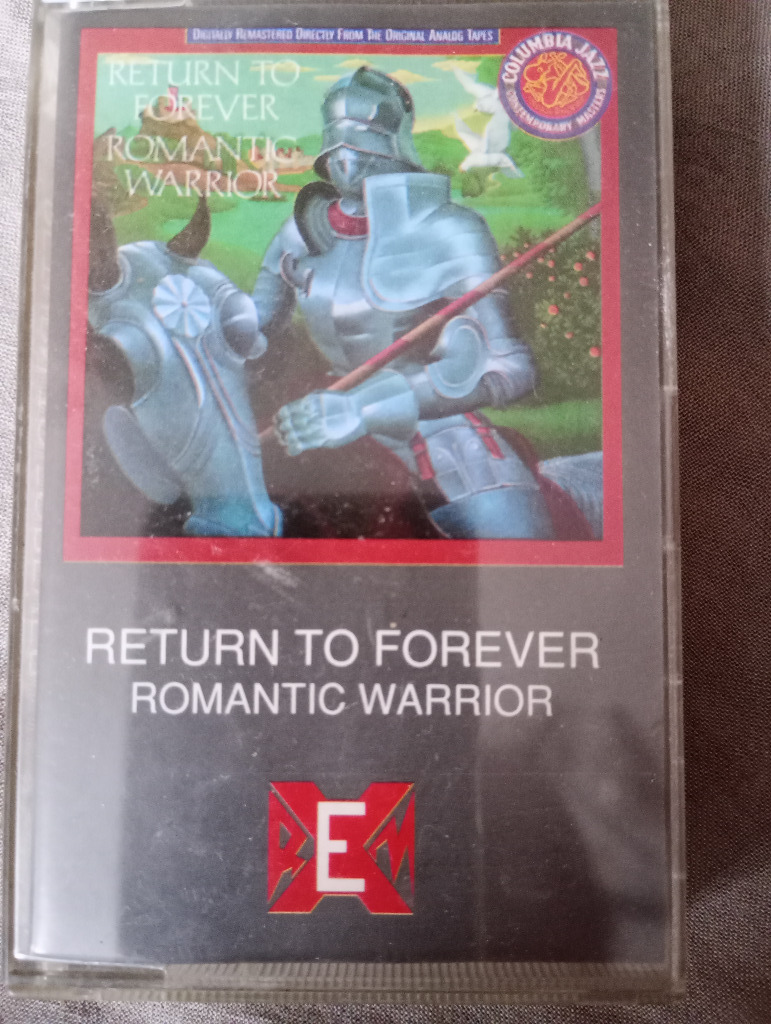 DIGITALLY REMASTERED DIRECTLY FROM THE ORIGINAL ANALOG TAPES
COLUMBIA JAZZ
CONTEMPORARY MASTERS
RETURN TO
FOREVER
ROMANTIC
WARRIOR
RETURN TO FOREVER
ROMANTIC WARRIOR
REM